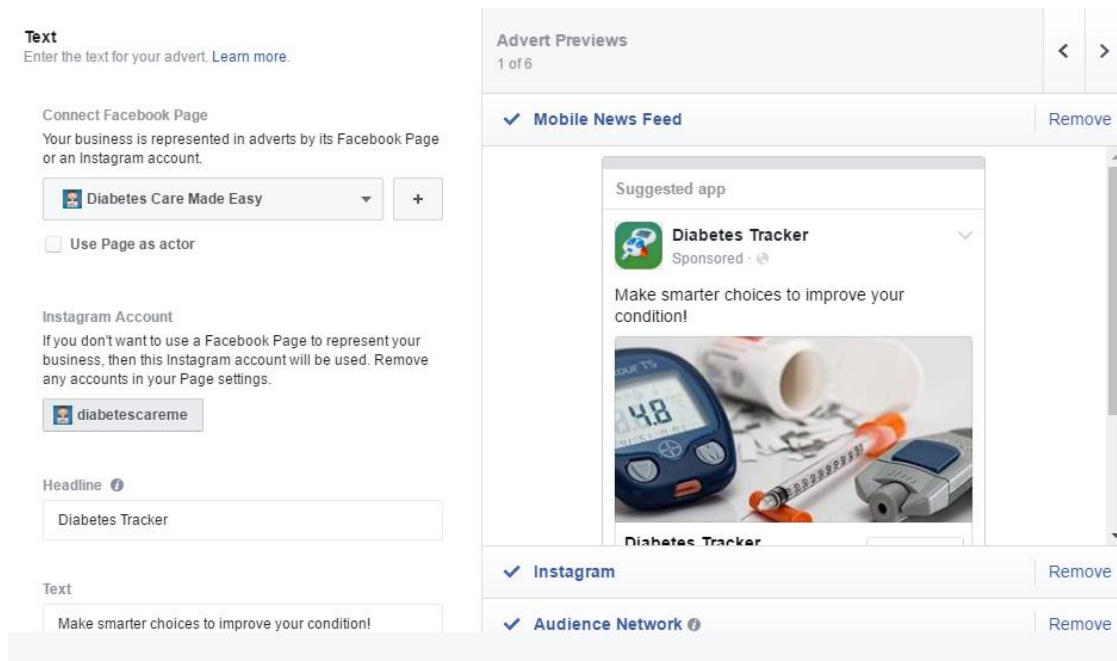 Text
Enter the text for your advert. Learn more.
Connect Facebook Page
Your business is represented in adverts by its Facebook Page
or an Instagram account.
Diabetes Care Made Easy
+
Use Page as actor
Instagram Account
If you don't want to use a Facebook Page to represent your
business, then this Instagram account will be used. Remove
any accounts in your Page settings.
diabetescareme
Headline
Diabetes Tracker
Text
Make smarter choices to improve your condition!
Advert Previews
1 of 6
Mobile News Feed
Remove
Suggested app
Diabetes Tracker
Sponsored ·
Make smarter choices to improve your
condition!
4.8
Diabetes Tracker
Instagram
Remove
Audience Network
Remove